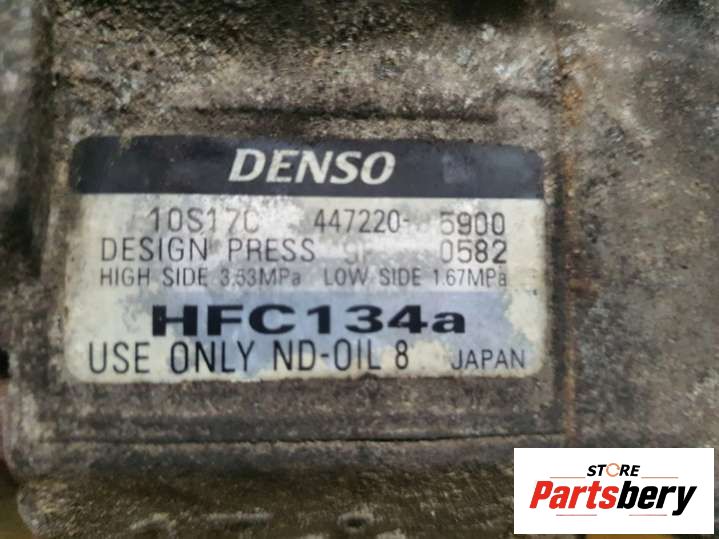 DENSO
10S17C 447220- 5900
DESIGN PRESS 0582
HIGH SIDE 3.53MPa LOW-SIDE 1.67MPa
HFC134a
USE ONLY ND-OIL 8 JAPAN
STORE
Partsbery